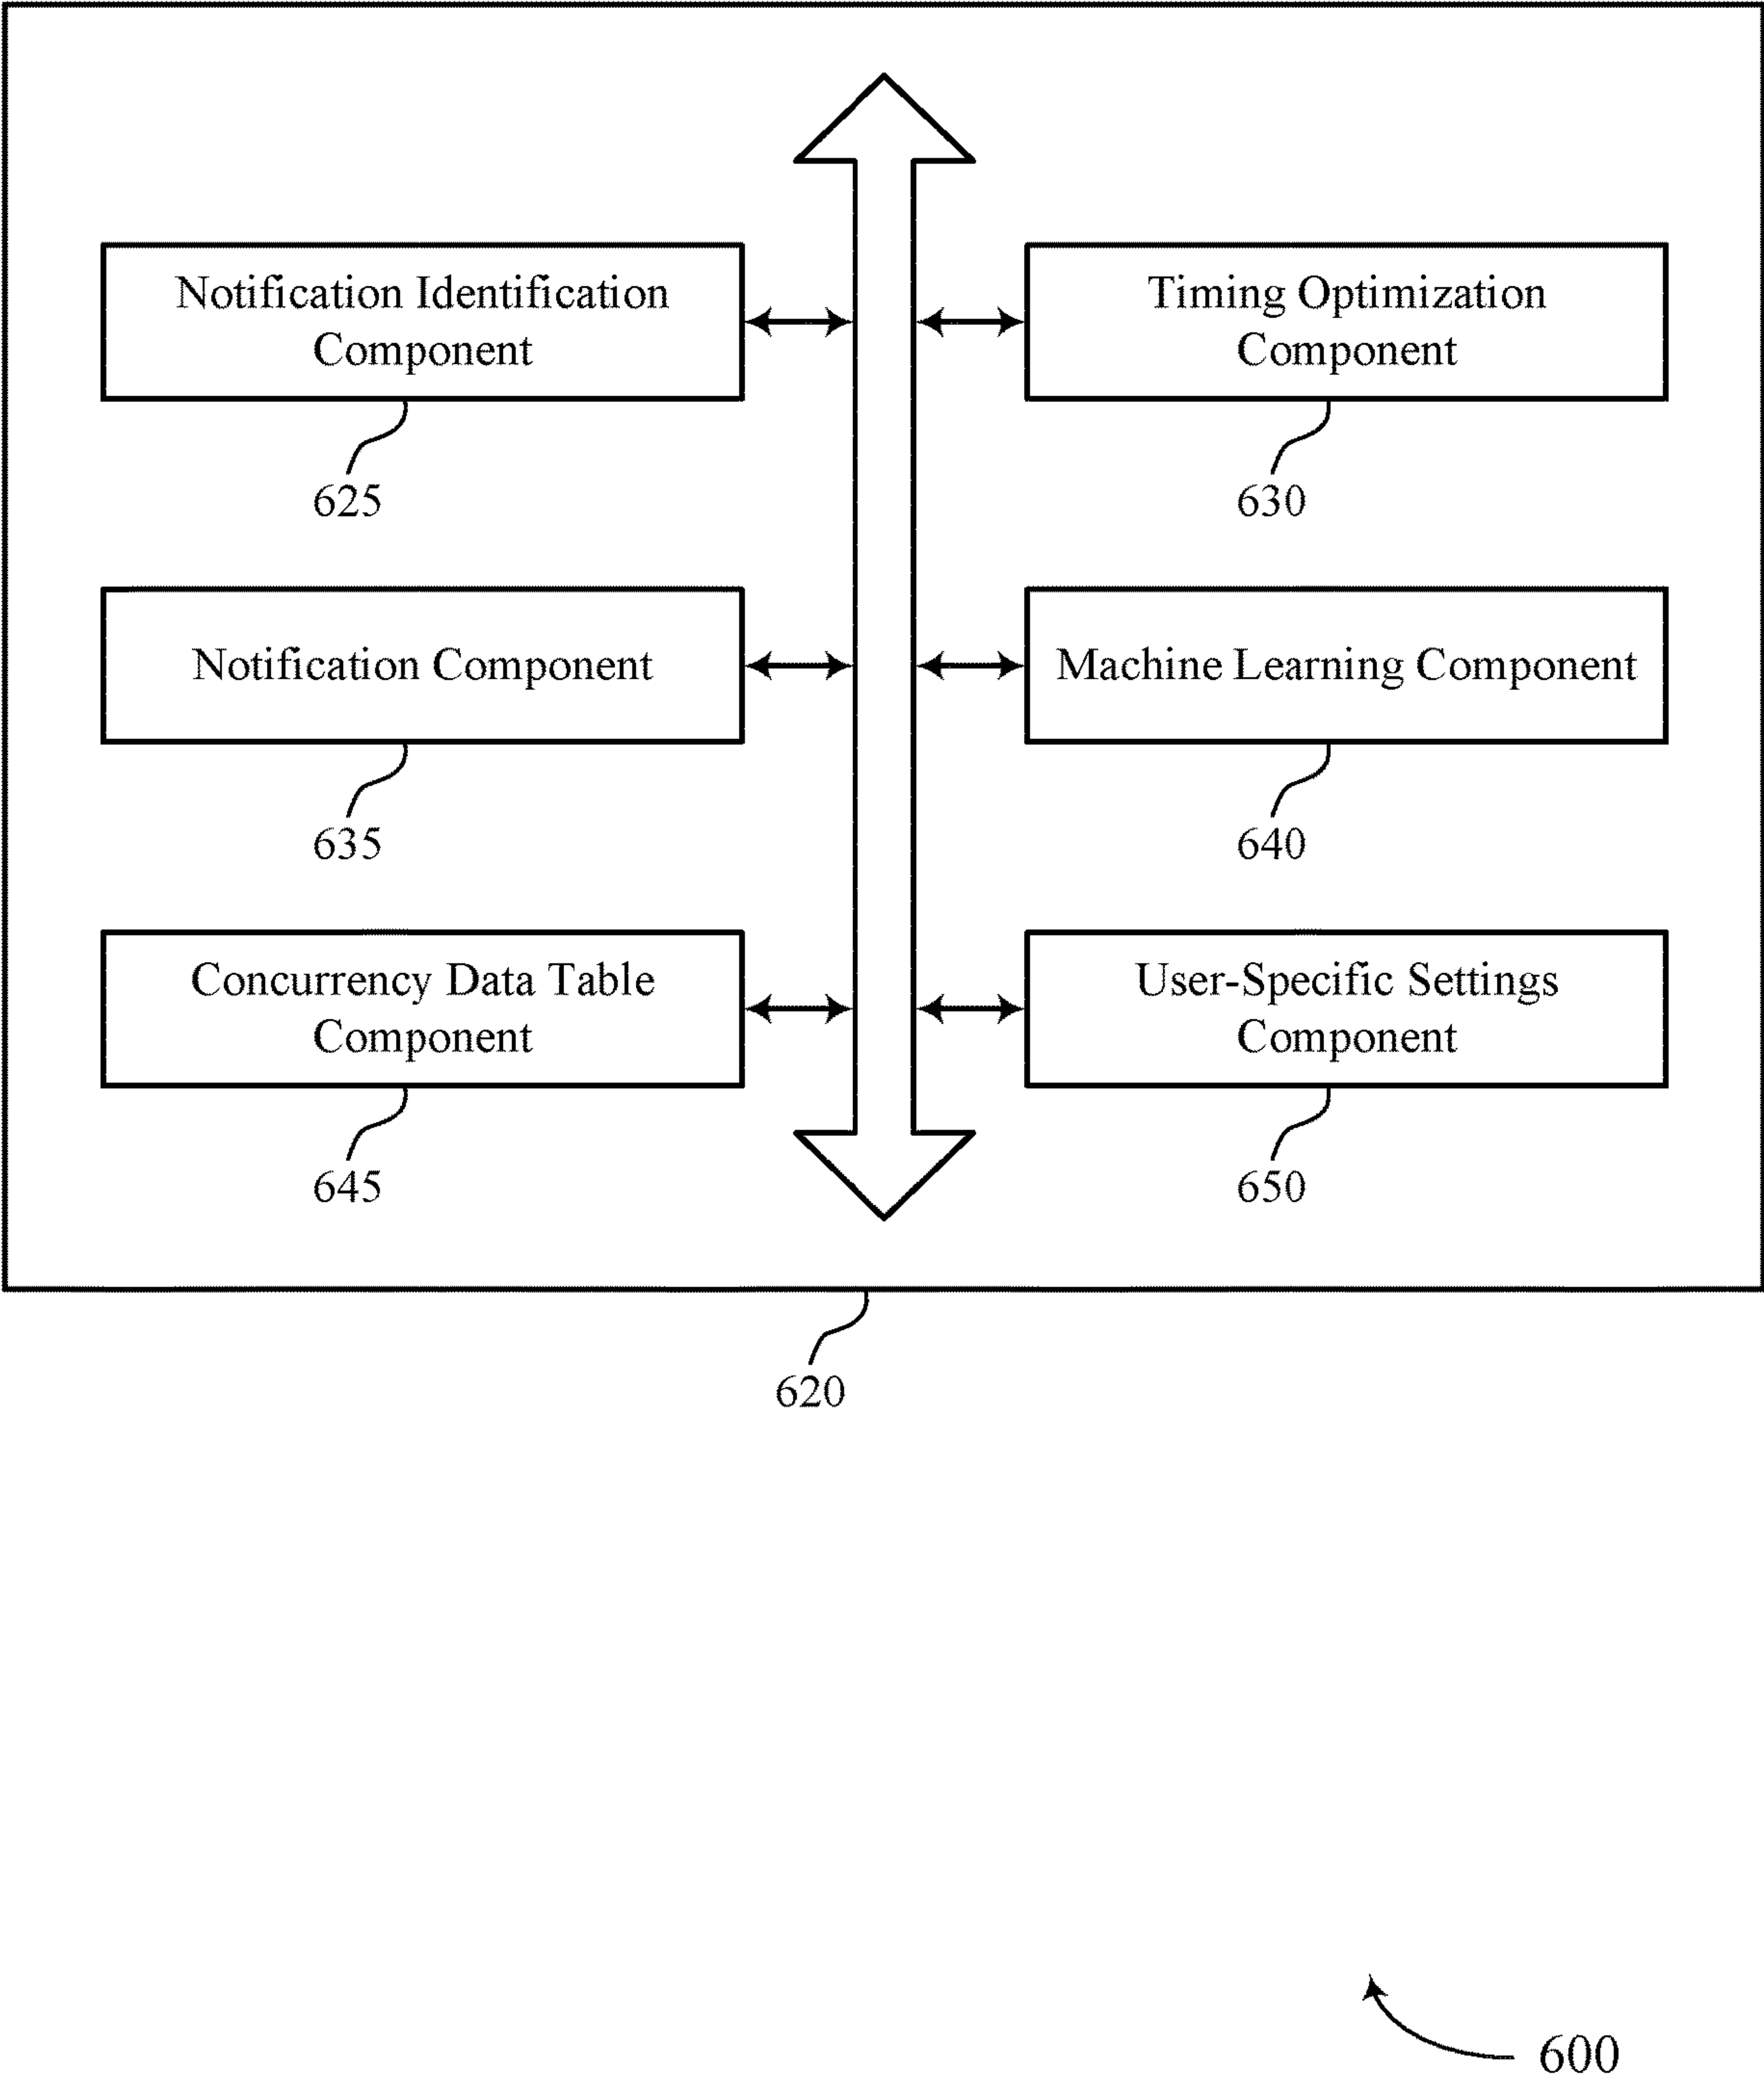 Notification Identification
Component
625
Timing Optimization
Component
630
Notification Component
635
Machine Learning Component
640
Concurrency Data Table
Component
645
User-Specific Settings
Component
650
620
600